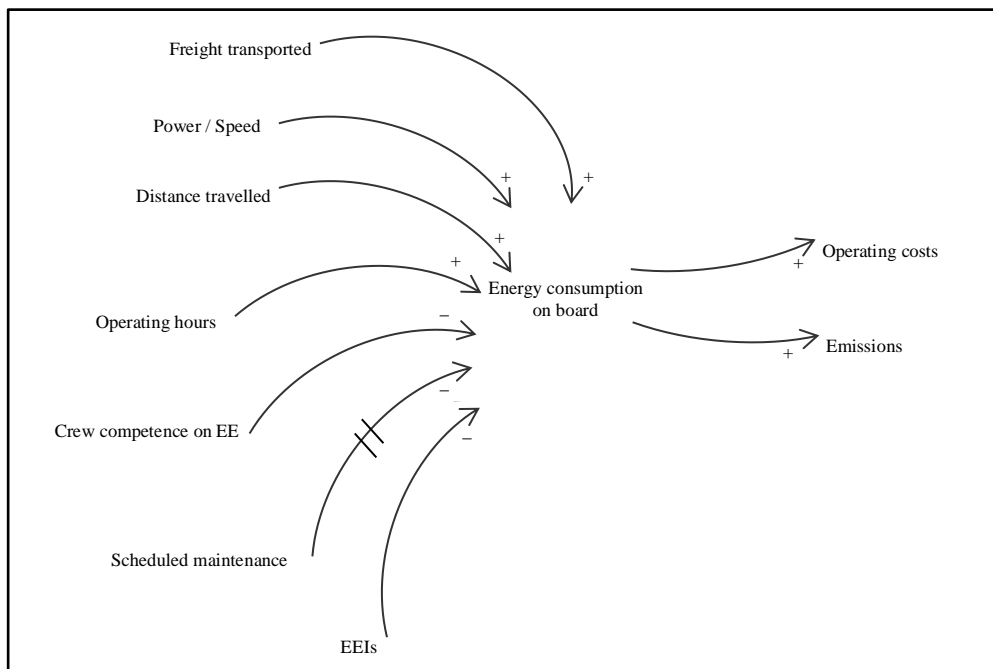 Freight transported
Power / Speed
+
+
Distance travelled
+
+
Operating costs
+
Energy consumption
on board
Operating hours
−
+
Emissions
−
Crew competence on EE
−
Scheduled maintenance
EEIs